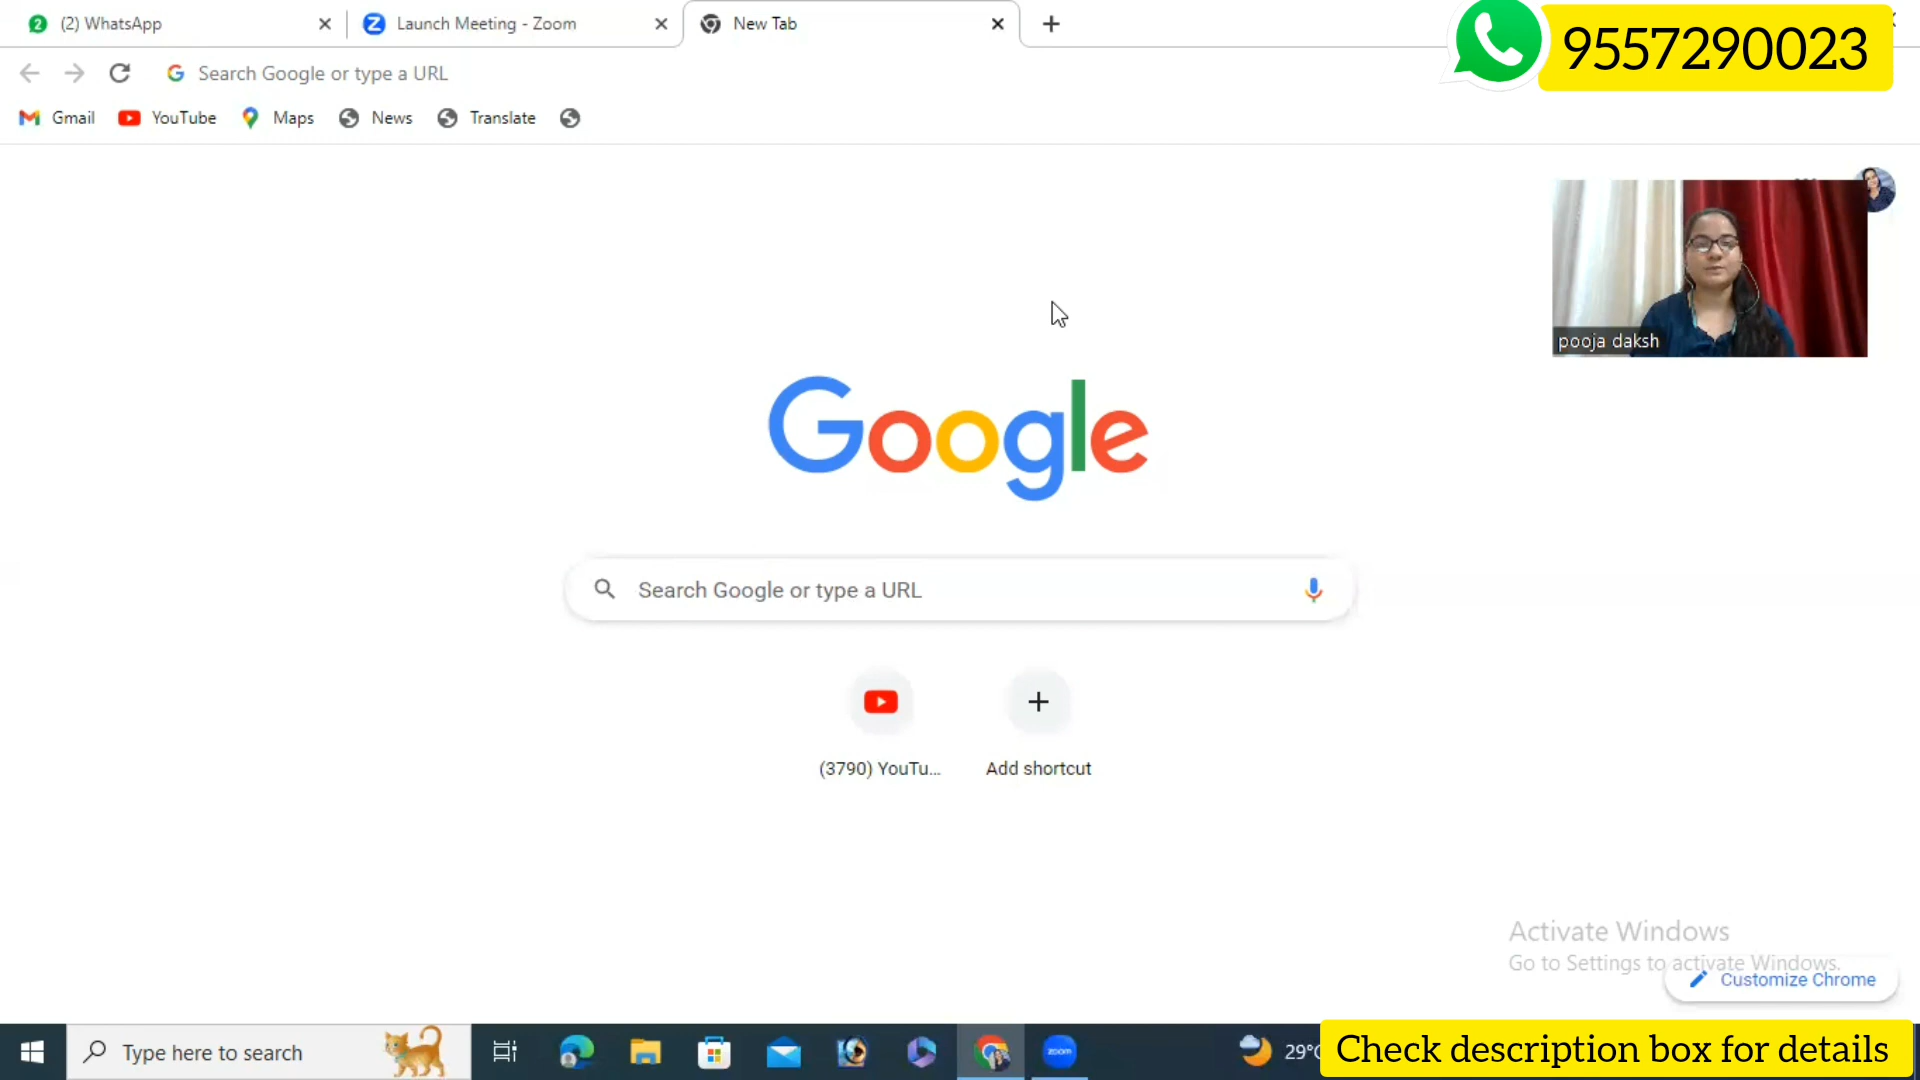 (2) WhatsApp
Launch Meeting - Zoom
New Tab
9557290023
Search Google or type a URL
Gmail
YouTube
Maps
News
Translate
pooja daksh
Google
Search Google or type a URL
(3790) YouTu...
Add shortcut
Activate Windows
Go to Settings to activate Windows.
Customize Chrome
Type here to search
zoom
29°C
Check description box for details